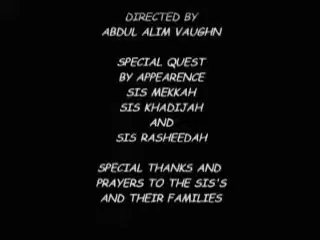 DIRECTED BY
ABDUL ALIM VAUGHN
SPECIAL QUEST
BY APPEARENCE
SIS MEKKAH
SIS KHADIJAH
AND
SIS RASHEEDAH
SPECIAL THANKS AND
PRAYERS TO THE SIS'S
AND THEIR FAMILIES